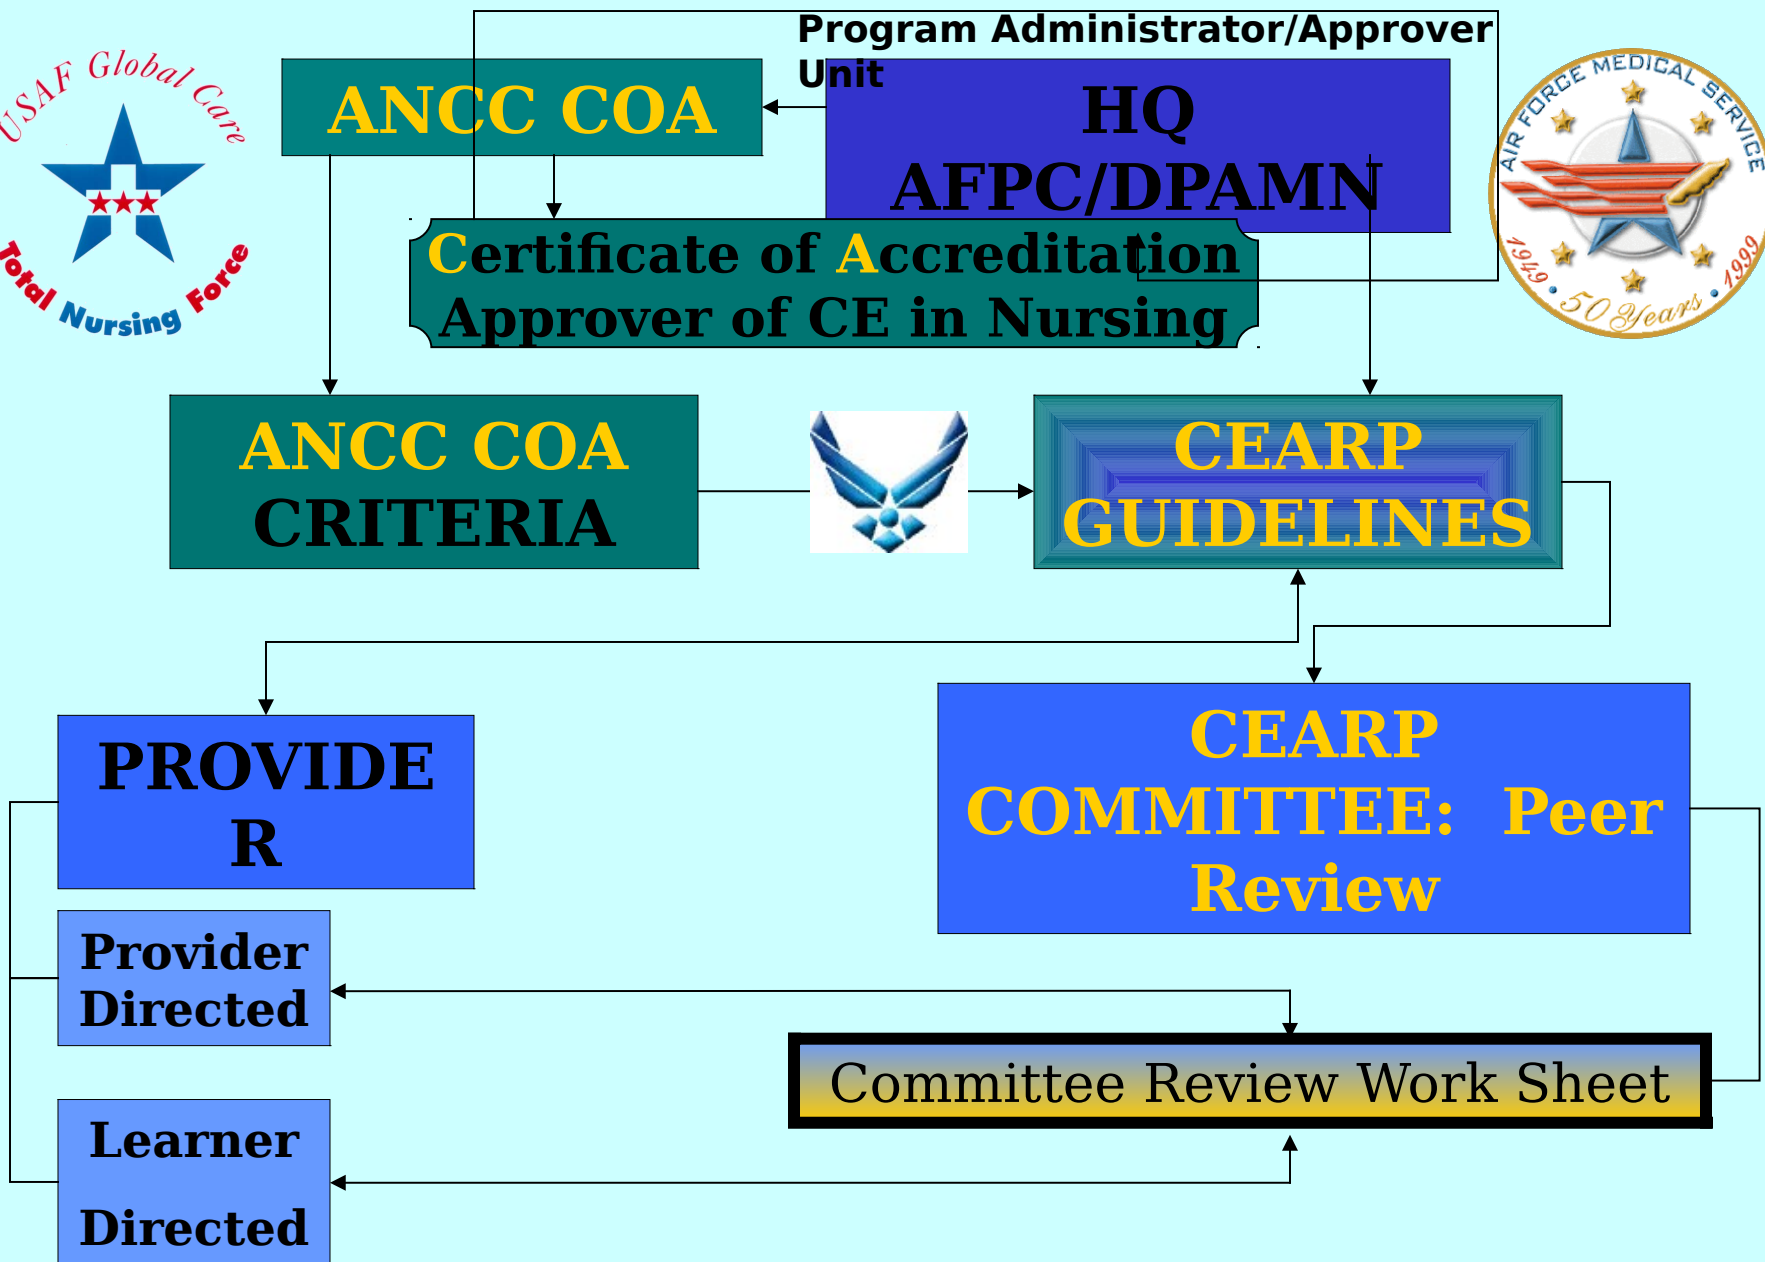 Program Administrator/Approver
Unit
USAF Global Care
Total Nursing Force
ANCC COA
HQ
AFPC/DPAMN
AIR FORCE MEDICAL SERVICE
1949 • 50 Years • 1999
Certificate of Accreditation
Approver of CE in Nursing
ANCC COA
CRITERIA
CEARP
GUIDELINES
PROVIDE
R
CEARP
COMMITTEE: Peer
Review
Provider
Directed
Committee Review Work Sheet
Learner
Directed